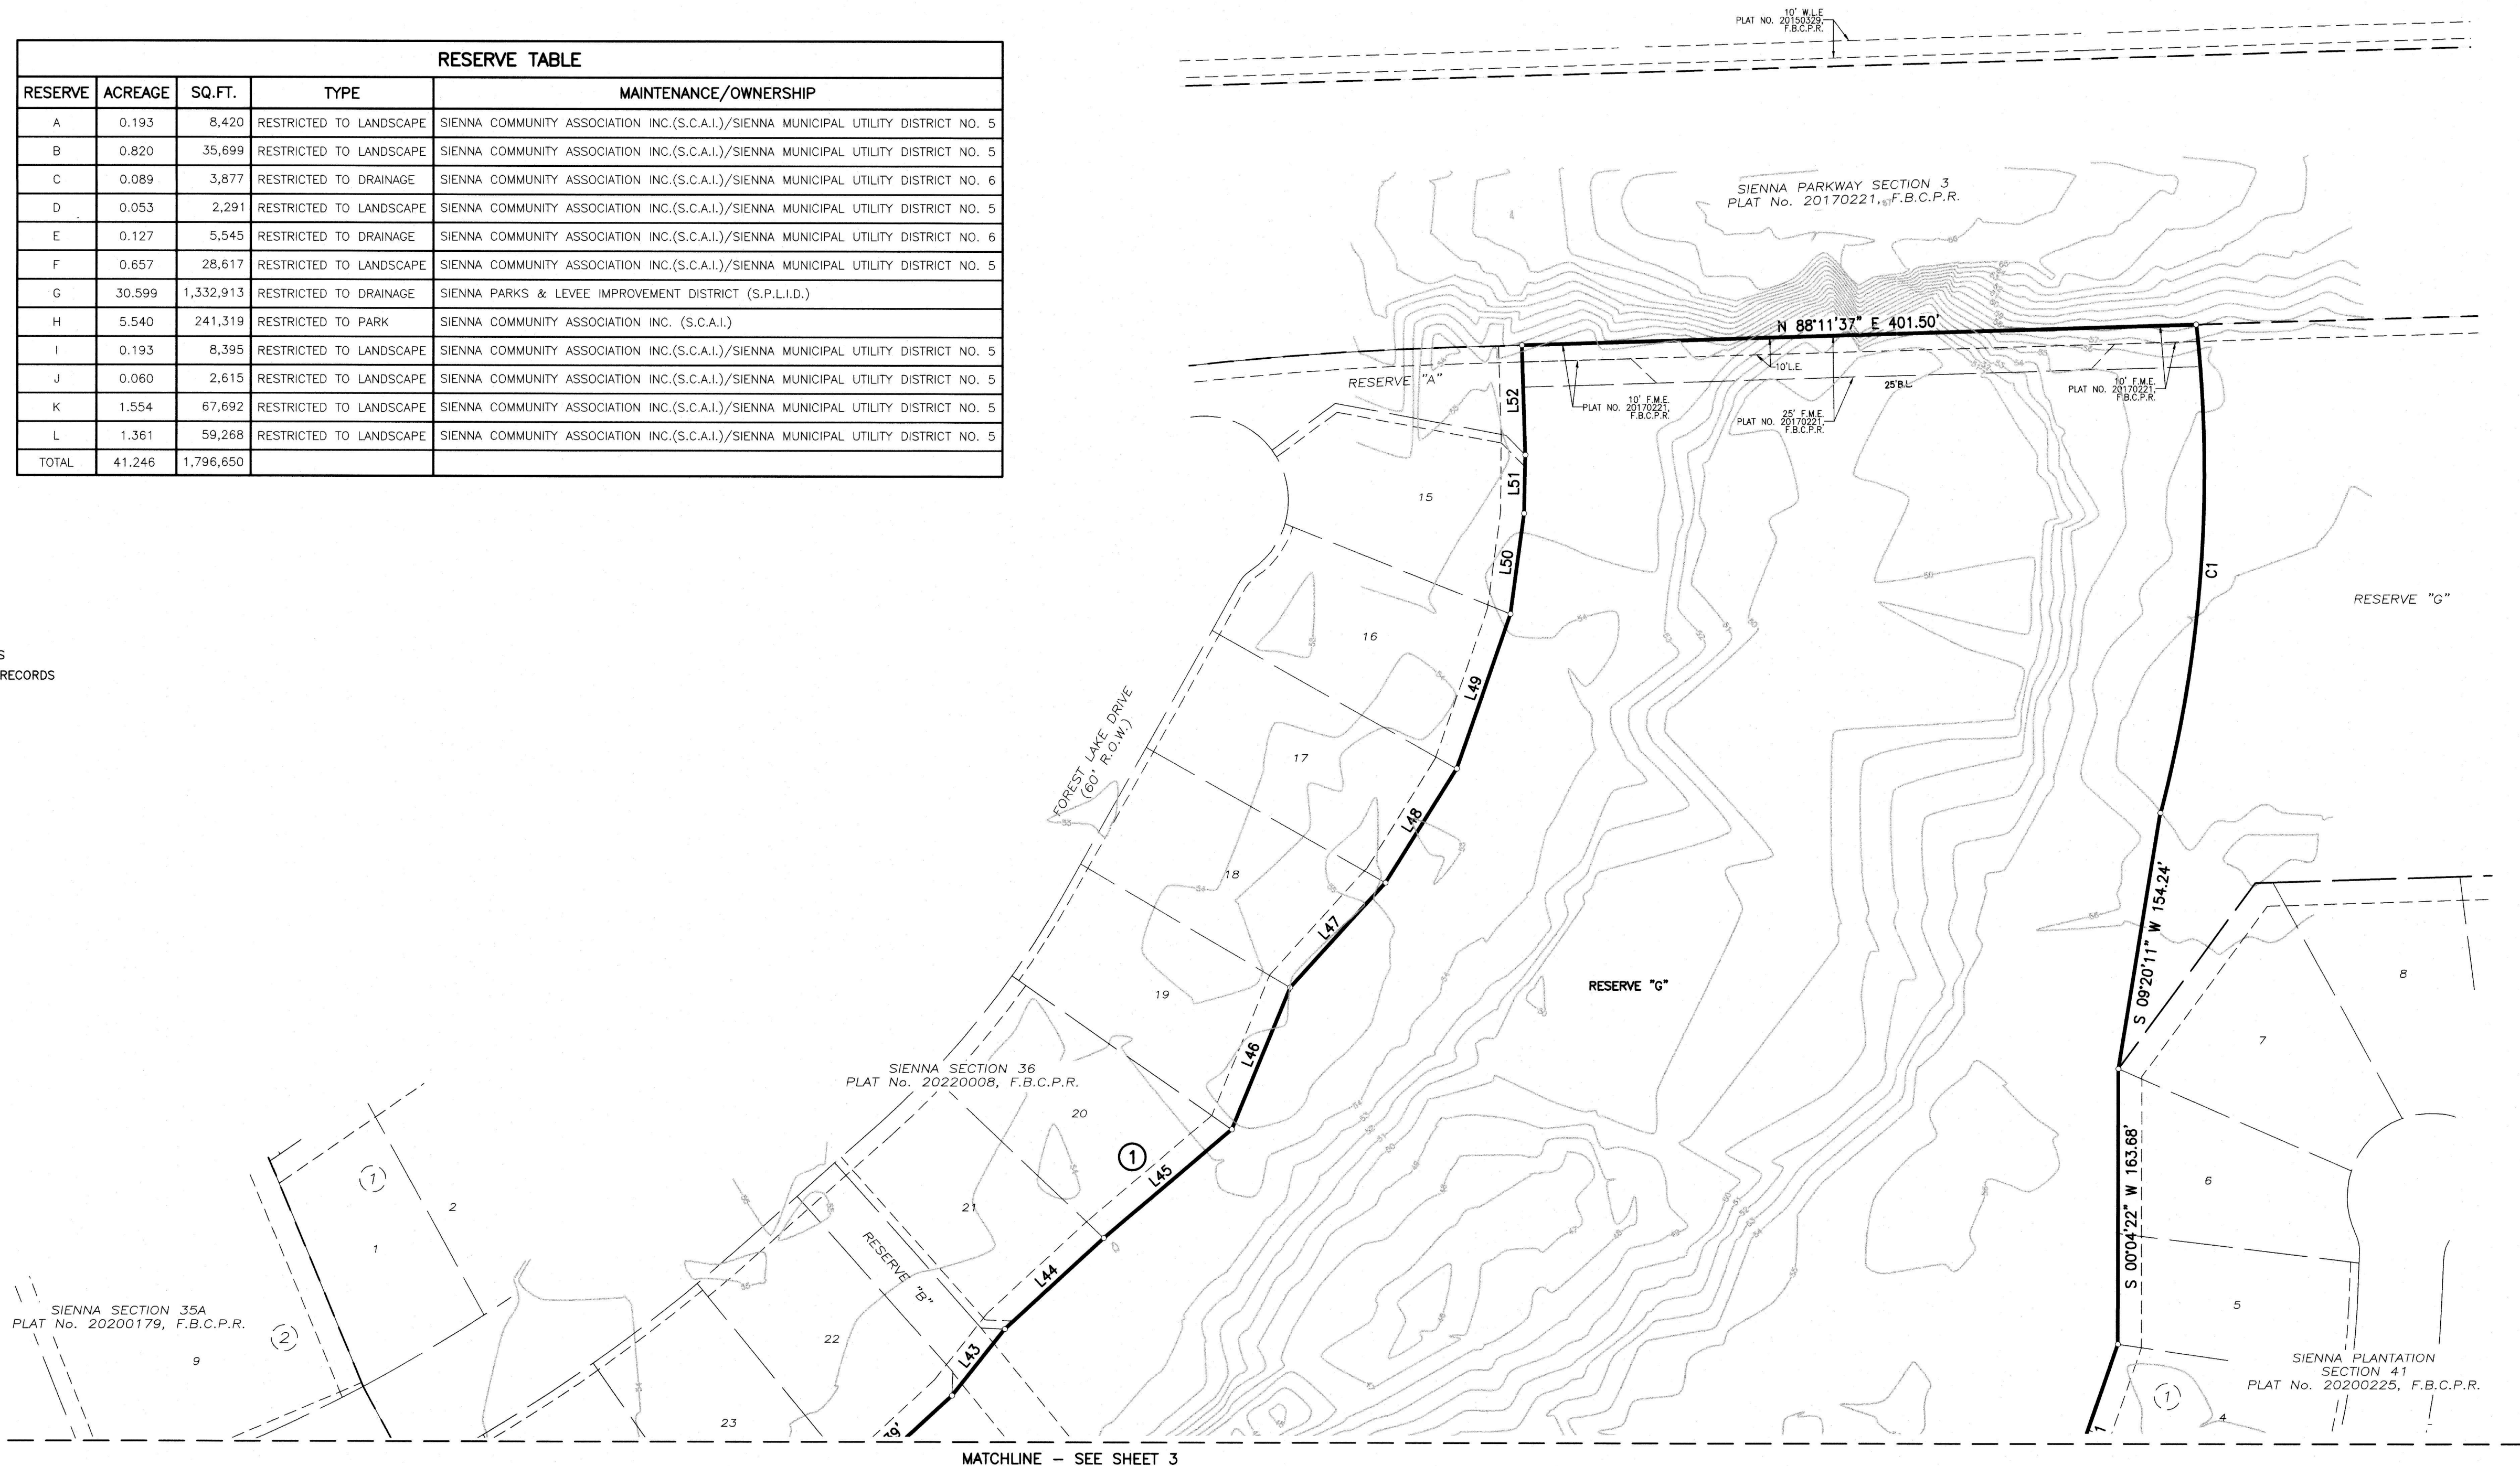 RESERVE TABLE
RESERVE ACREAGE SQ.FT. TYPE MAINTENANCE/OWNERSHIP
A 0.193 8,420 RESTRICTED TO LANDSCAPE SIENNA COMMUNITY ASSOCIATION INC.(S.C.A.I.)/SIENNA MUNICIPAL UTILITY DISTRICT NO. 5
B 0.820 35,699 RESTRICTED TO LANDSCAPE SIENNA COMMUNITY ASSOCIATION INC.(S.C.A.I.)/SIENNA MUNICIPAL UTILITY DISTRICT NO. 5
C 0.089 3,877 RESTRICTED TO DRAINAGE SIENNA COMMUNITY ASSOCIATION INC.(S.C.A.I.)/SIENNA MUNICIPAL UTILITY DISTRICT NO. 6
D 0.053 2,291 RESTRICTED TO LANDSCAPE SIENNA COMMUNITY ASSOCIATION INC.(S.C.A.I.)/SIENNA MUNICIPAL UTILITY DISTRICT NO. 5
E 0.127 5,545 RESTRICTED TO DRAINAGE SIENNA COMMUNITY ASSOCIATION INC.(S.C.A.I.)/SIENNA MUNICIPAL UTILITY DISTRICT NO. 6
F 0.657 28,617 RESTRICTED TO LANDSCAPE SIENNA COMMUNITY ASSOCIATION INC.(S.C.A.I.)/SIENNA MUNICIPAL UTILITY DISTRICT NO. 5
G 30.599 1,332,913 RESTRICTED TO DRAINAGE SIENNA PARKS & LEVEE IMPROVEMENT DISTRICT (S.P.L.I.D.)
H 5.540 241,319 RESTRICTED TO PARK SIENNA COMMUNITY ASSOCIATION INC. (S.C.A.I.)
I 0.193 8,395 RESTRICTED TO LANDSCAPE SIENNA COMMUNITY ASSOCIATION INC.(S.C.A.I.)/SIENNA MUNICIPAL UTILITY DISTRICT NO. 5
J 0.060 2,615 RESTRICTED TO LANDSCAPE SIENNA COMMUNITY ASSOCIATION INC.(S.C.A.I.)/SIENNA MUNICIPAL UTILITY DISTRICT NO. 5
K 1.554 67,692 RESTRICTED TO LANDSCAPE SIENNA COMMUNITY ASSOCIATION INC.(S.C.A.I.)/SIENNA MUNICIPAL UTILITY DISTRICT NO. 5
L 1.361 59,268 RESTRICTED TO LANDSCAPE SIENNA COMMUNITY ASSOCIATION INC.(S.C.A.I.)/SIENNA MUNICIPAL UTILITY DISTRICT NO. 5
TOTAL 41.246 1,796,650
10' W.L.E
PLAT NO. 20150329,
F.B.C.P.R.
SIENNA PARKWAY SECTION 3
PLAT No. 20170221, F.B.C.P.R.
N 88°11'37" E 401.50'
RESERVE "A"
L52
10'L.E.
25'B.L.
10' F.M.E.
PLAT NO. 20170221,
F.B.C.P.R.
25' F.M.E.
PLAT NO. 20170221,
F.B.C.P.R.
10' F.M.E.
PLAT NO. 20170221,
F.B.C.P.R.
L51
15
L50
C1
RESERVE "G"
16
S
RECORDS
L49
FOREST LAKE DRIVE
(60' R.O.W.)
17
L48
18
L47
S 09°20'11" W 154.24'
19
RESERVE "G"
8
7
L46
SIENNA SECTION 36
PLAT No. 20220008, F.B.C.P.R.
20
1
L45
S 00°04'22" W 163.68'
6
1
2
1
21
RESERVE "B"
L44
5
SIENNA SECTION 35A
PLAT No. 20200179, F.B.C.P.R.
2
9
22
L43
23
SIENNA PLANTATION
SECTION 41
PLAT No. 20200225, F.B.C.P.R.
1
4
79'
MATCHLINE – SEE SHEET 3